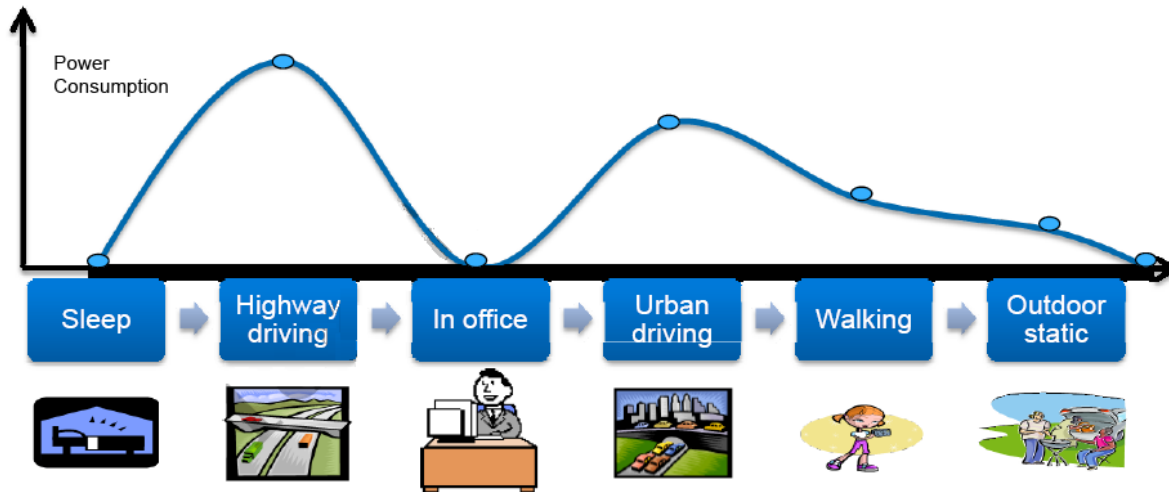 Power
Consumption
Sleep
Highway
driving
In office
Urban
driving
Walking
Outdoor
static